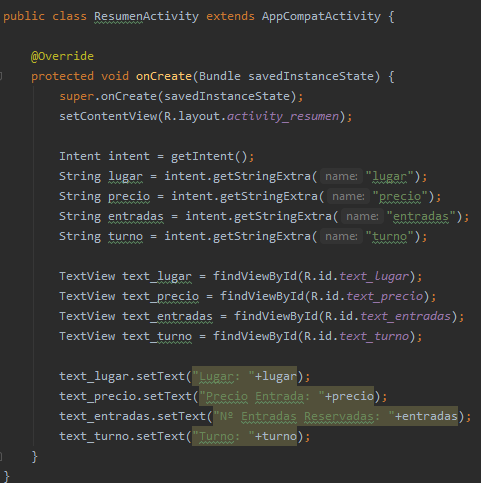 public class ResumenActivity extends AppCompatActivity {
@Override
protected void onCreate(Bundle savedInstanceState) {
super.onCreate(savedInstanceState);
setContentView(R.layout.activity_resumen);
Intent intent = getIntent();
String lugar = intent.getStringExtra( name: "lugar");
String precio = intent.getStringExtra( name: "precio");
String entradas = intent.getStringExtra( name: "entradas");
String turno = intent.getStringExtra( name: "turno");
TextView text_lugar = findViewById(R.id.text_lugar);
TextView text_precio = findViewById(R.id.text_precio);
TextView text_entradas = findViewById(R.id.text_entradas);
TextView text_turno = findViewById(R.id.text_turno);
text_lugar.setText("Lugar: "+lugar);
text_precio.setText("Precio Entrada: "+precio);
text_entradas.setText("Nº Entradas Reservadas: "+entradas);
text_turno.setText("Turno: "+turno);
}
}